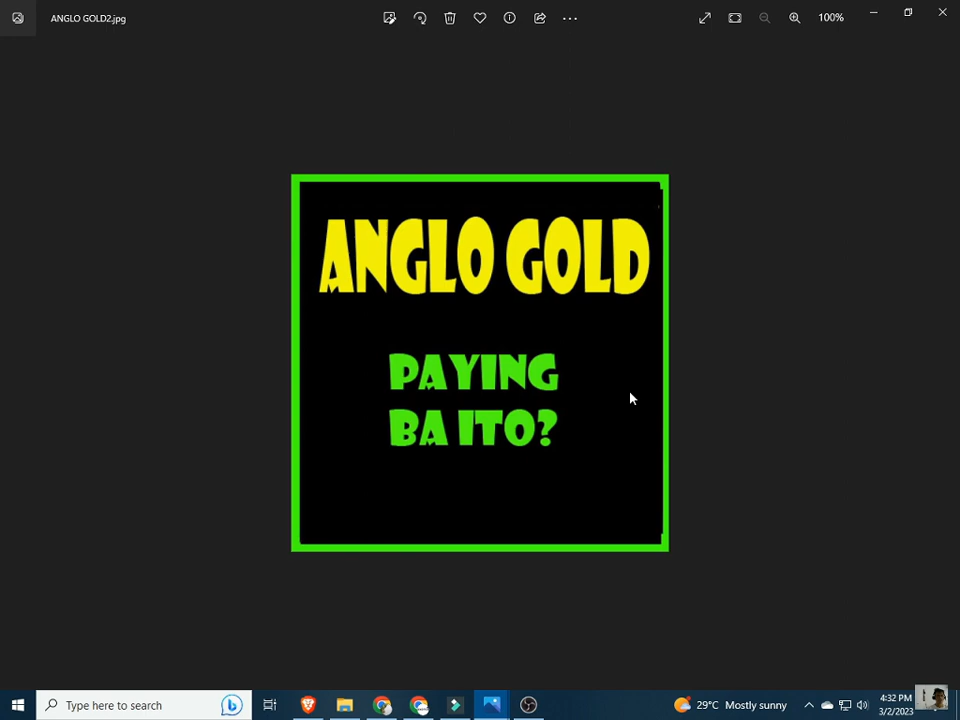 ANGLO GOLD2.jpg
100%
ANGLO GOLD
PAYING
BA ITO?
Type here to search
29°C Mostly sunny
4:32 PM
3/2/2023